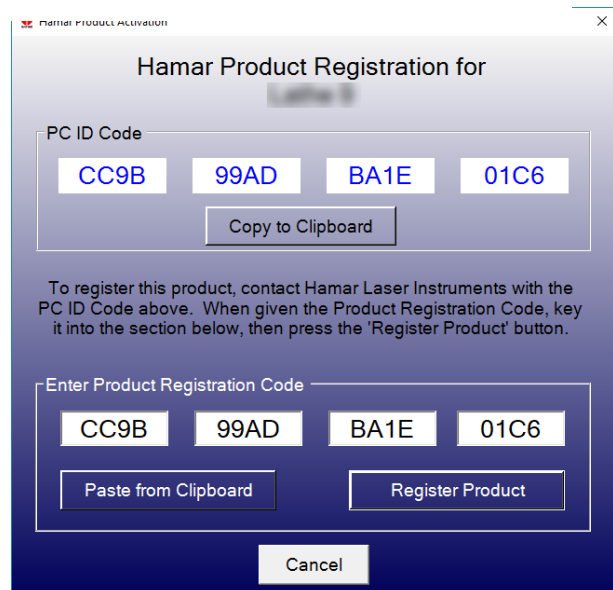 Hamar Product Activation
Hamar Product Registration for
PC ID Code
CC9B 99AD BA1E 01C6
Copy to Clipboard
To register this product, contact Hamar Laser Instruments with the
PC ID Code above. When given the Product Registration Code, key
it into the section below, then press the 'Register Product' button.
Enter Product Registration Code
CC9B 99AD BA1E 01C6
Paste from Clipboard Register Product
Cancel